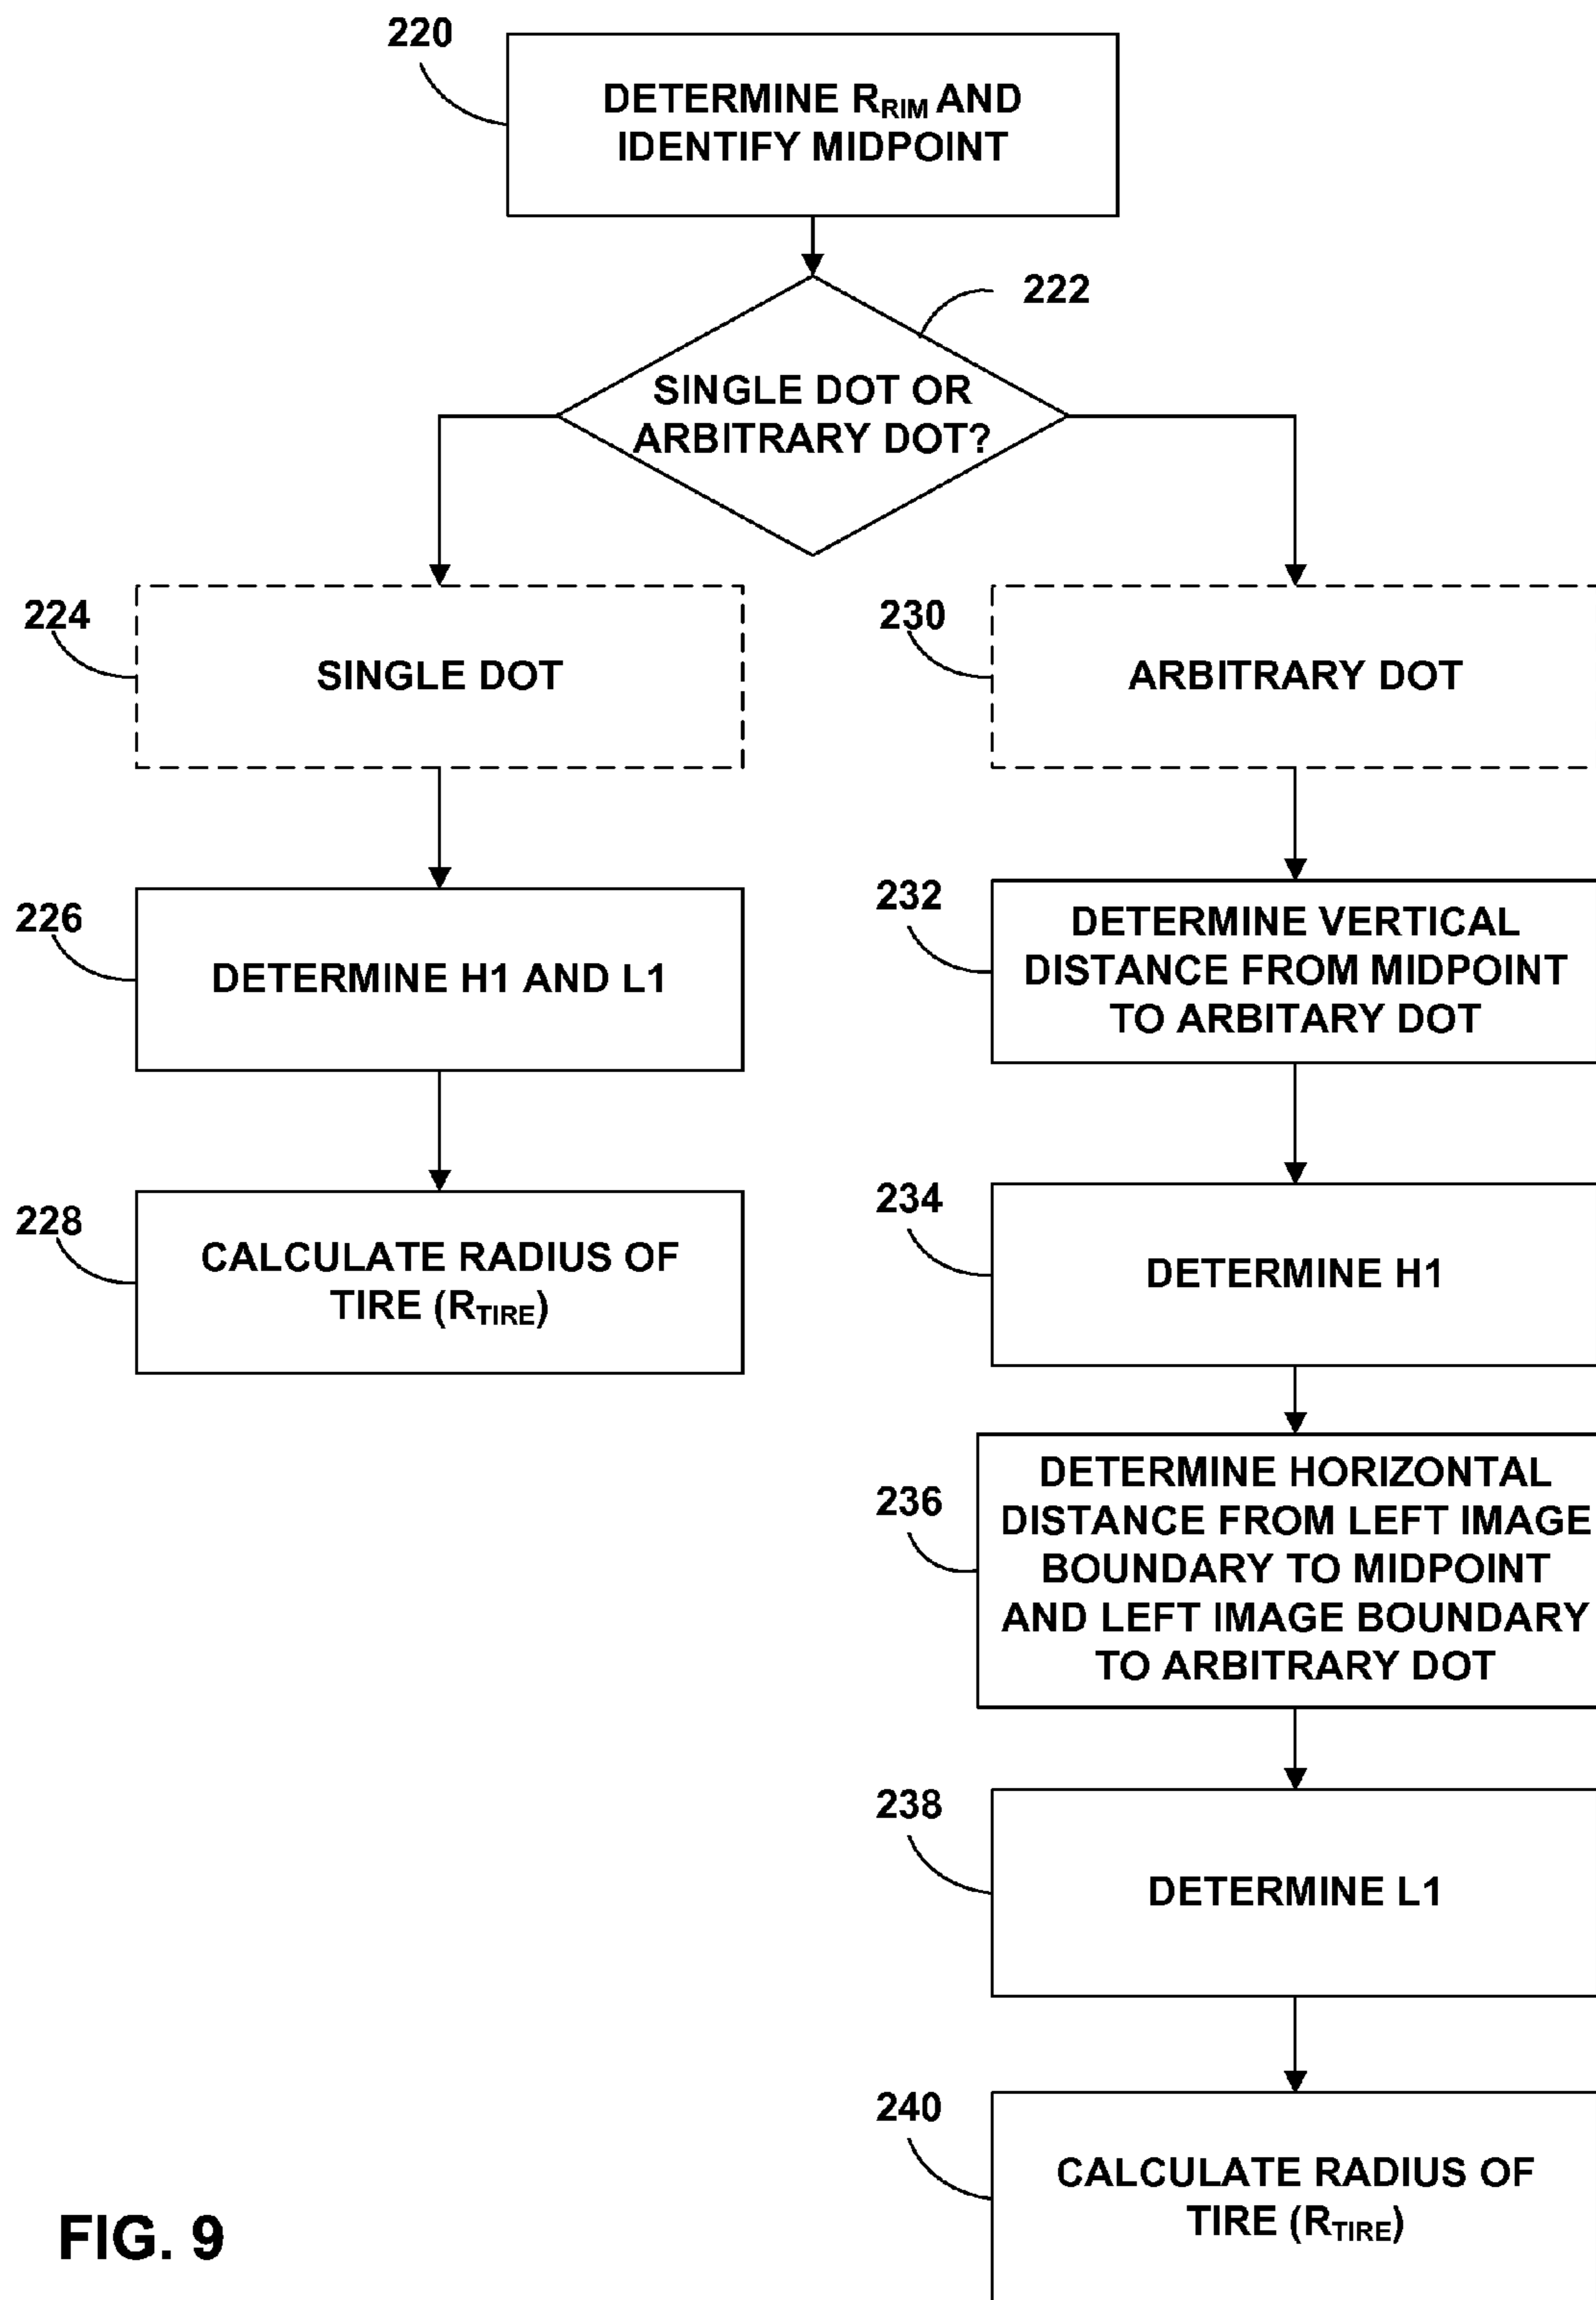 220
DETERMINE RRIM AND
IDENTIFY MIDPOINT
222
SINGLE DOT OR
ARBITRARY DOT?
224
SINGLE DOT
226
DETERMINE H1 AND L1
228
CALCULATE RADIUS OF
TIRE (RTIRE)
230
ARBITRARY DOT
232
DETERMINE VERTICAL
DISTANCE FROM MIDPOINT
TO ARBITARY DOT
234
DETERMINE H1
236
DETERMINE HORIZONTAL
DISTANCE FROM LEFT IMAGE
BOUNDARY TO MIDPOINT
AND LEFT IMAGE BOUNDARY
TO ARBITRARY DOT
238
DETERMINE L1
240
CALCULATE RADIUS OF
TIRE (RTIRE)
FIG. 9